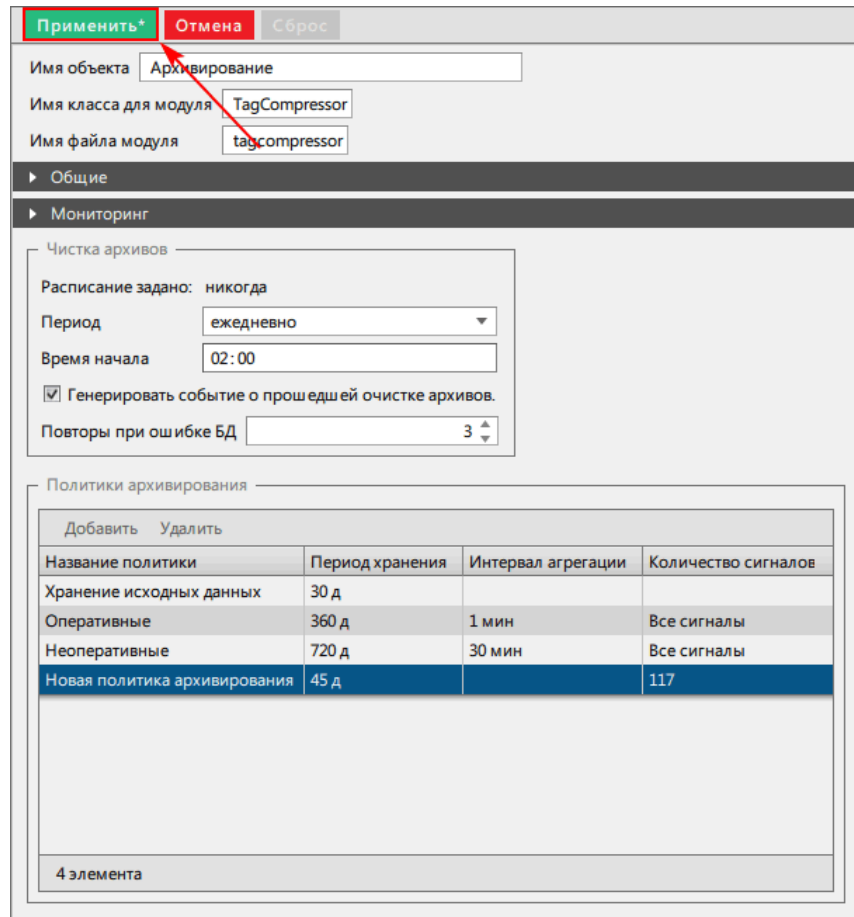 Применить* Отмена Сброс
Имя объекта Архивирование
Имя класса для модуля TagCompressor
Имя файла модуля tagcompressor
Общие
Мониторинг
Чистка архивов
Расписание задано: никогда
Период ежедневно
Время начала 02:00
Генерировать событие о прошедшей очистке архивов.
Повторы при ошибке БД 3
Политики архивирования
Добавить Удалить
Название политики Период хранения Интервал агрегации Количество сигналов
Хранение исходных данных 30 д
Оперативные 360 д 1 мин Все сигналы
Неоперативные 720 д 30 мин Все сигналы
Новая политика архивирования 45 д 117
4 элемента